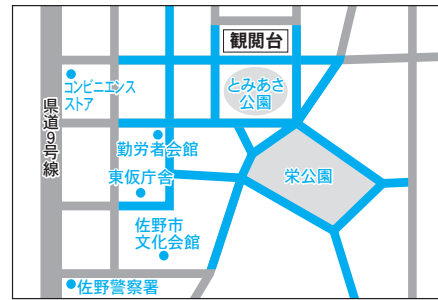 観閲台
コンビニエンス
ストア
とみあさ
公園
県道9号線
勤労者会館
栄公園
東仮庁舎
佐野市
文化会館
佐野警察署